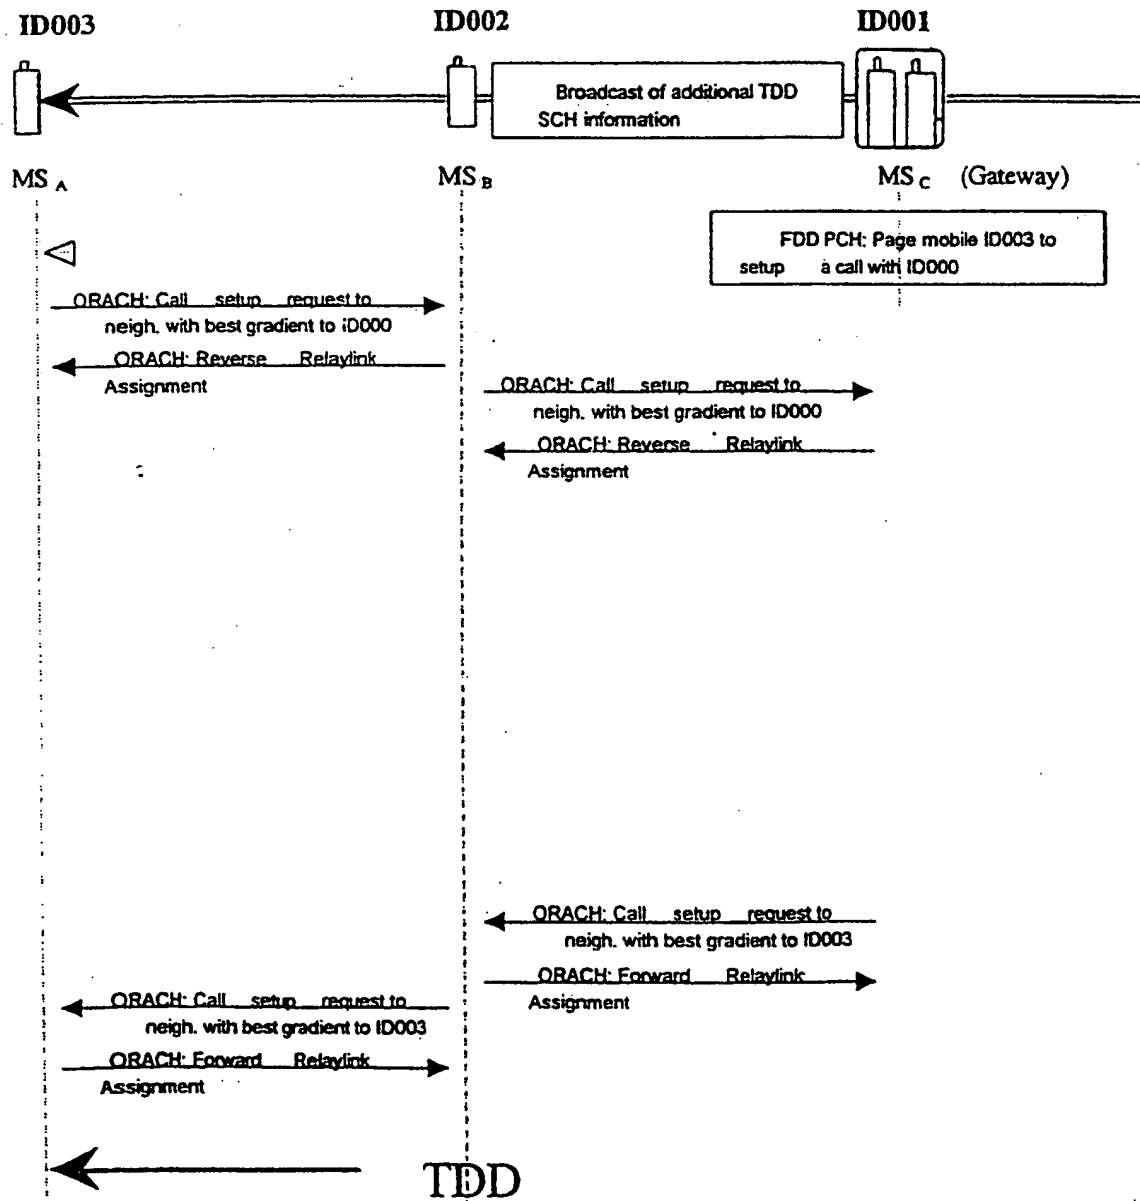 ID003
ID002
ID001
Broadcast of additional TDD
SCH information
MS A
MS B
MS C (Gateway)
FDD PCH: Page mobile ID003 to
setup a call with ID000
ORACH: Call setup request to
neigh. with best gradient to ID000
ORACH: Reverse Relaylink
Assignment
ORACH: Call setup request to
neigh. with best gradient to ID000
ORACH: Reverse Relaylink
Assignment
ORACH: Call setup request to
neigh. with best gradient to ID003
ORACH: Forward Relaylink
Assignment
ORACH: Call setup request to
neigh. with best gradient to ID003
ORACH: Forward Relaylink
Assignment
TDD